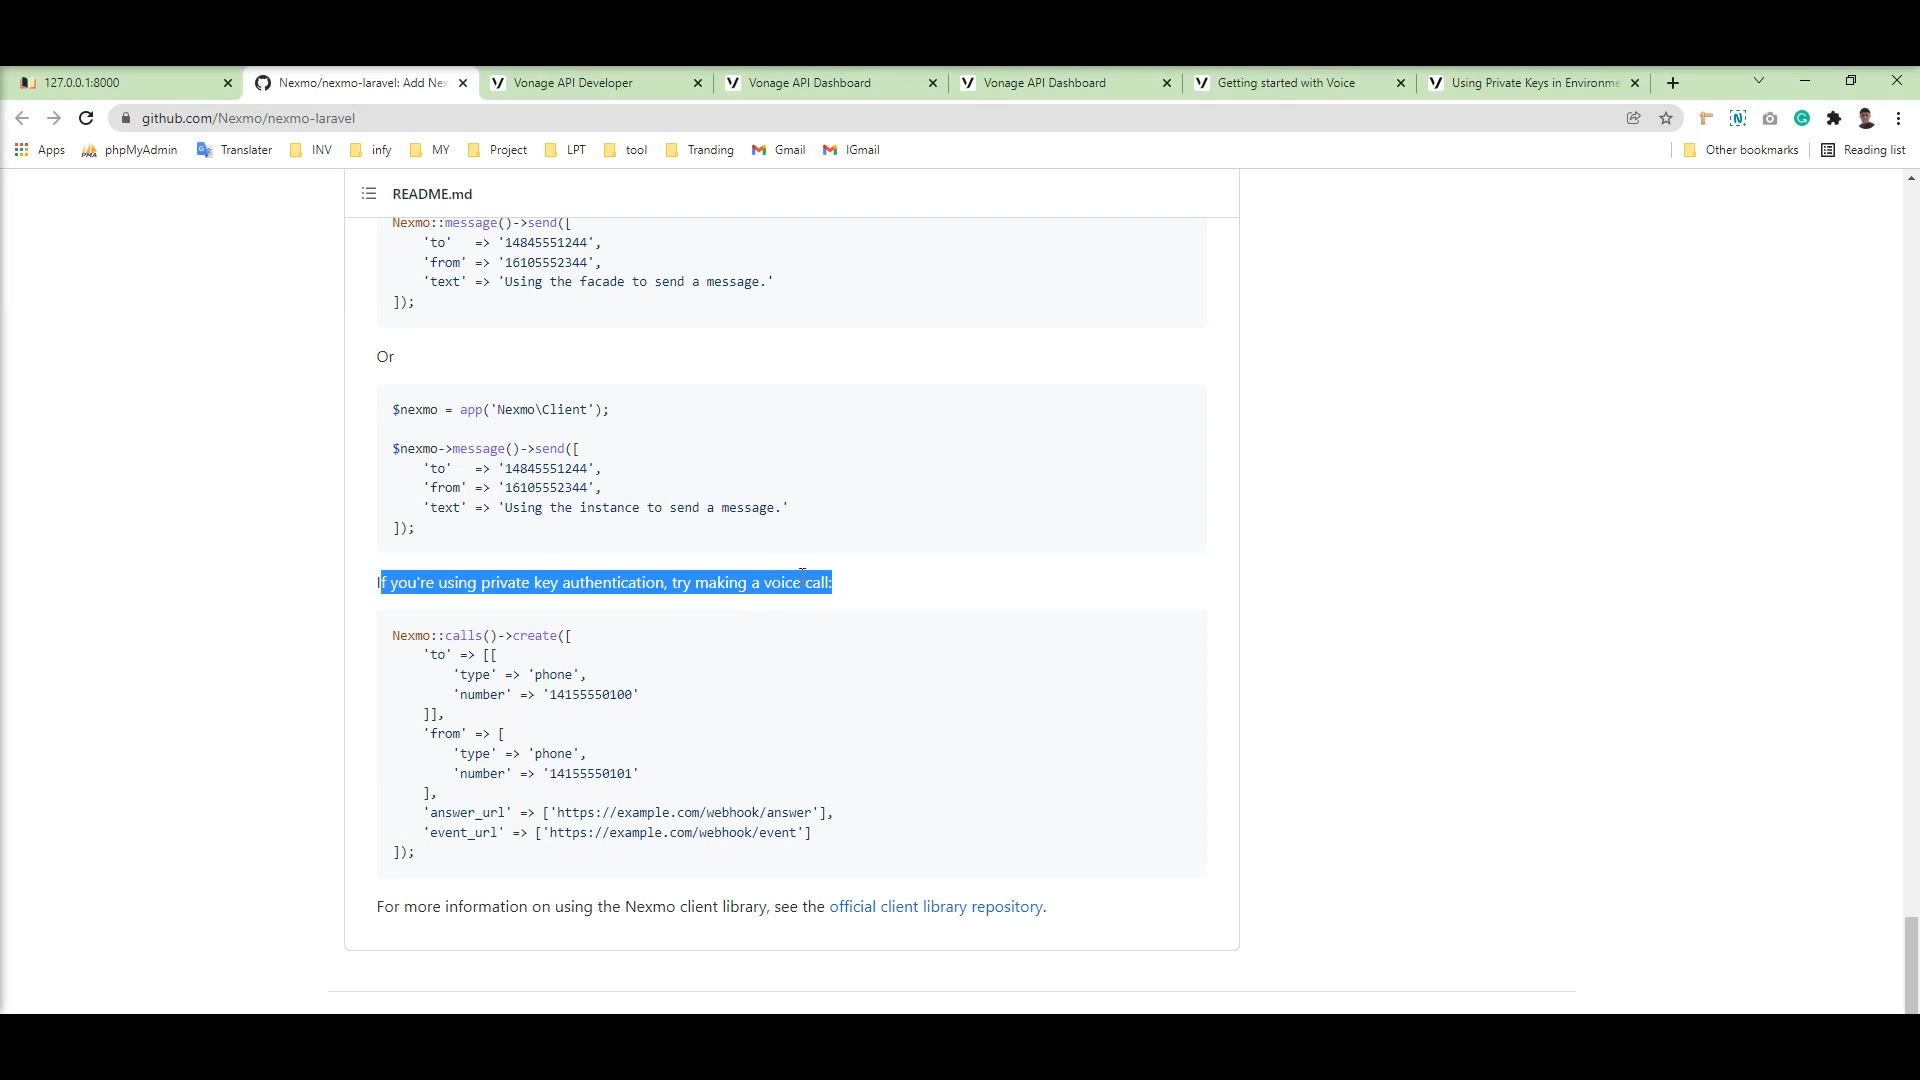 127.0.0.1:8000
Nexmo/nexmo-laravel: Add Nex
Vonage API Developer
Vonage API Dashboard
Vonage API Dashboard
Getting started with Voice
Using Private Keys in Environme
github.com/Nexmo/nexmo-laravel
Apps phpMyAdmin Translater INV infy MY Project LPT tool Tranding Gmail IGmail Other bookmarks Reading list
README.md
Nexmo::message()->send([
'to' => '14845551244',
'from' => '16105552344',
'text' => 'Using the facade to send a message.'
]);
Or
$nexmo = app('Nexmo\Client');
$nexmo->message()->send([
'to' => '14845551244',
'from' => '16105552344',
'text' => 'Using the instance to send a message.'
]);
If you're using private key authentication, try making a voice call:
Nexmo::calls()->create([
'to' => [[
'type' => 'phone',
'number' => '14155550100'
]],
'from' => [
'type' => 'phone',
'number' => '14155550101'
],
'answer_url' => ['https://example.com/webhook/answer'],
'event_url' => ['https://example.com/webhook/event']
]);
For more information on using the Nexmo client library, see the official client library repository.